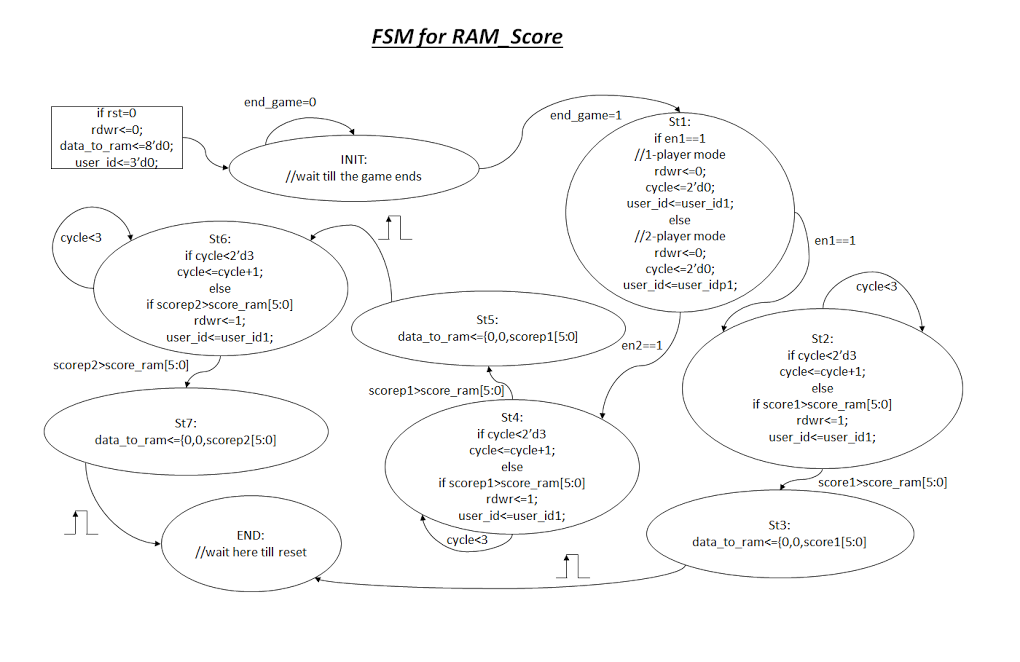 FSM for RAM_Score
if rst=0
rdwr<=0;
data_to_ram<=8'd0;
user_id<=3'd0;
end_game=0
INIT:
//wait till the game ends
end_game=1
St1:
if en1==1
//1-player mode
rdwr<=0;
cycle<=2'd0;
user_id<=user_id1;
else
//2-player mode
rdwr<=0;
cycle<=2'd0;
user_id<=user_idp1;
en1==1
en2==1
cycle<3
St2:
if cycle<2'd3
cycle<=cycle+1;
else
if score1>score_ram[5:0]
rdwr<=1;
user_id<=user_id1;
score1>score_ram[5:0]
St3:
data_to_ram<={0,0,score1[5:0]
St4:
if cycle<2'd3
cycle<=cycle+1;
else
if scorep1>score_ram[5:0]
rdwr<=1;
user_id<=user_id1;
cycle<3
scorep1>score_ram[5:0]
St5:
data_to_ram<={0,0,scorep1[5:0]
cycle<3
St6:
if cycle<2'd3
cycle<=cycle+1;
else
if scorep2>score_ram[5:0]
rdwr<=1;
user_id<=user_id1;
scorep2>score_ram[5:0]
St7:
data_to_ram<={0,0,scorep2[5:0]
END:
//wait here till reset